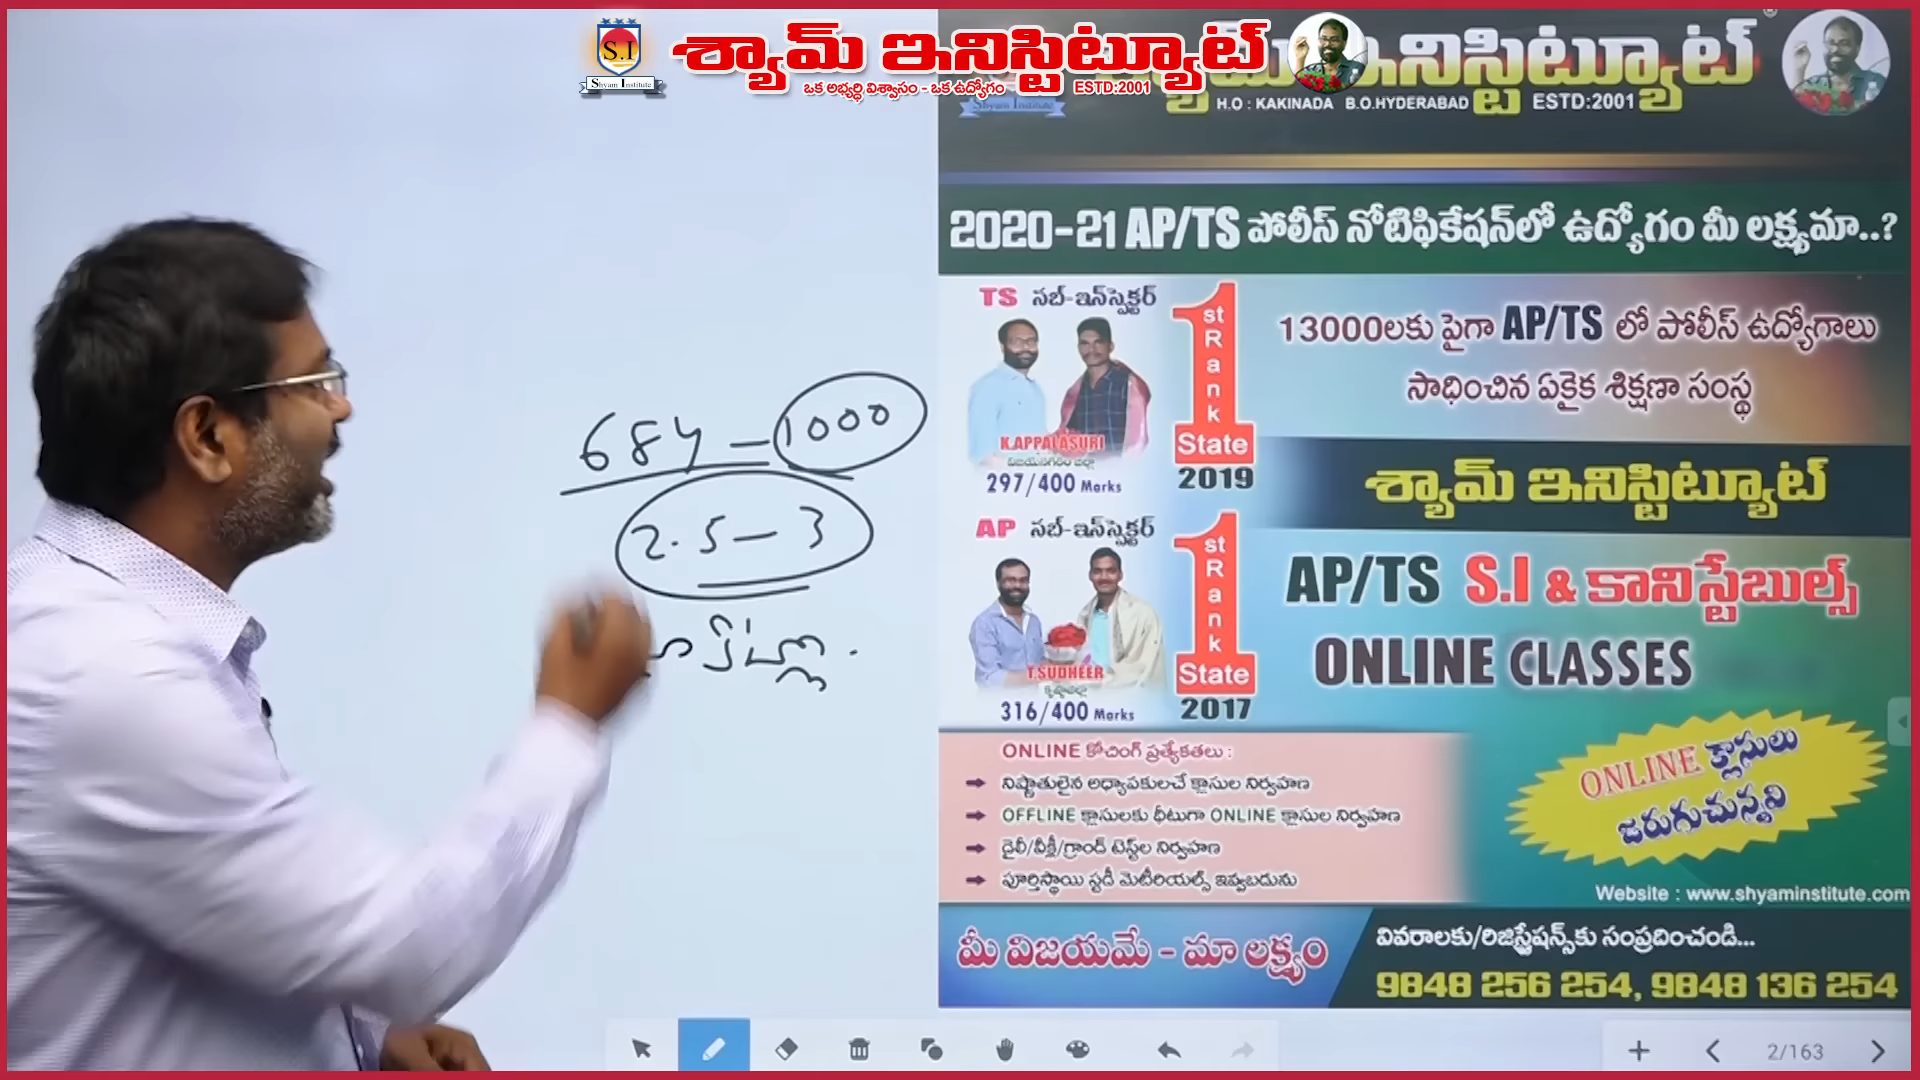 S.I
Shyam Institute
శ్యామ్ ఇనిస్టిట్యూట్
ఒక అభ్యర్ధి విశ్వాసం - ఒక ఉద్యోగం ESTD:2001
ఇనిస్టిట్యూట్
Shyam Institute
H.O : KAKINADA B.O.HYDERABAD ESTD:2001
2020-21 AP/TS పోలీస్ నోటిఫికేషన్‌లో ఉద్యోగం మీ లక్ష్యమా..?
TS సబ్-ఇన్‌స్పెక్టర్
1st Rank
State
2019
K.APPALASURI
విజయనగరం జిల్లా
297/400 Marks
13000లకు పైగా AP/TS లో పోలీస్ ఉద్యోగాలు
సాధించిన ఏకైక శిక్షణా సంస్థ
శ్యామ్ ఇనిస్టిట్యూట్
AP సబ్-ఇన్‌స్పెక్టర్
1st Rank
State
2017
T.SUDHEER
కృష్ణాజిల్లా
316/400 Marks
AP/TS S.I & కానిస్టేబుల్స్
ONLINE CLASSES
ONLINE కోచింగ్ ప్రత్యేకతలు :
➡ నిష్ణాతులైన అధ్యాపకులచే క్లాసుల నిర్వహణ
➡ OFFLINE క్లాసులకు ధీటుగా ONLINE క్లాసుల నిర్వహణ
➡ డైలీ/వీక్లీ/గ్రాండ్ టెస్ట్‌ల నిర్వహణ
➡ పూర్తిస్థాయి స్టడీ మెటీరియల్స్ ఇవ్వబడును
ONLINE క్లాసులు
జరుగుచున్నవి
Website : www.shyaminstitute.com
మీ విజయమే - మా లక్ష్యం
వివరాలకు/రిజిస్ట్రేషన్స్‌కు సంప్రదించండి...
9848 256 254, 9848 136 254
684 – 1000
2.5 – 3
2/163